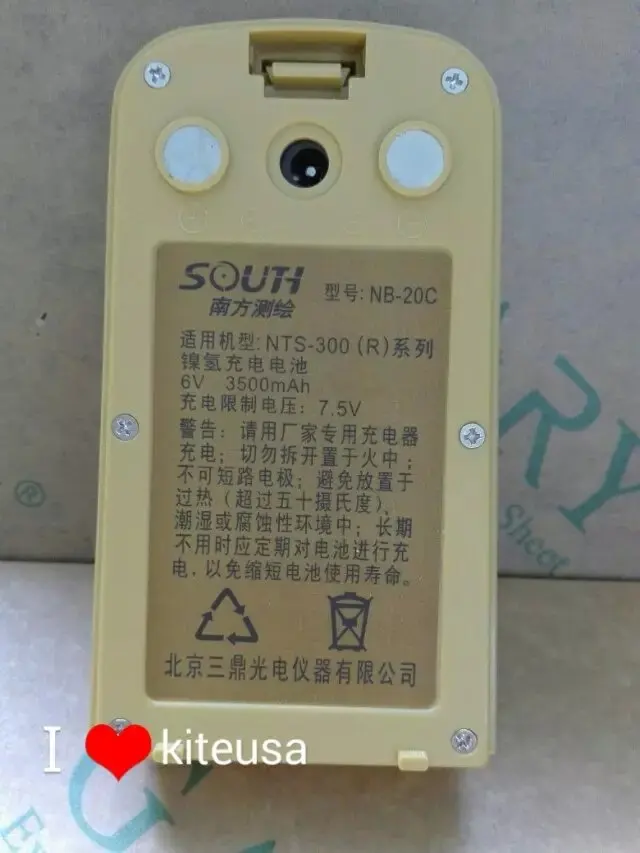 SOUTH
南方测绘
型号: NB-20C
适用机型: NTS-300 (R)系列
镍氢充电电池
6V 3500mAh
充电限制电压: 7.5V
警告: 请用厂家专用充电器
充电; 切勿拆开置于火中;
不可短路电极; 避免放置于
过热 (超过五十摄氏度)、
潮湿或腐蚀性环境中; 长期
不用时应定期对电池进行充
电, 以免缩短电池使用寿命。
北京三鼎光电仪器有限公司
RY
®
Sheet
I ❤ kiteusa